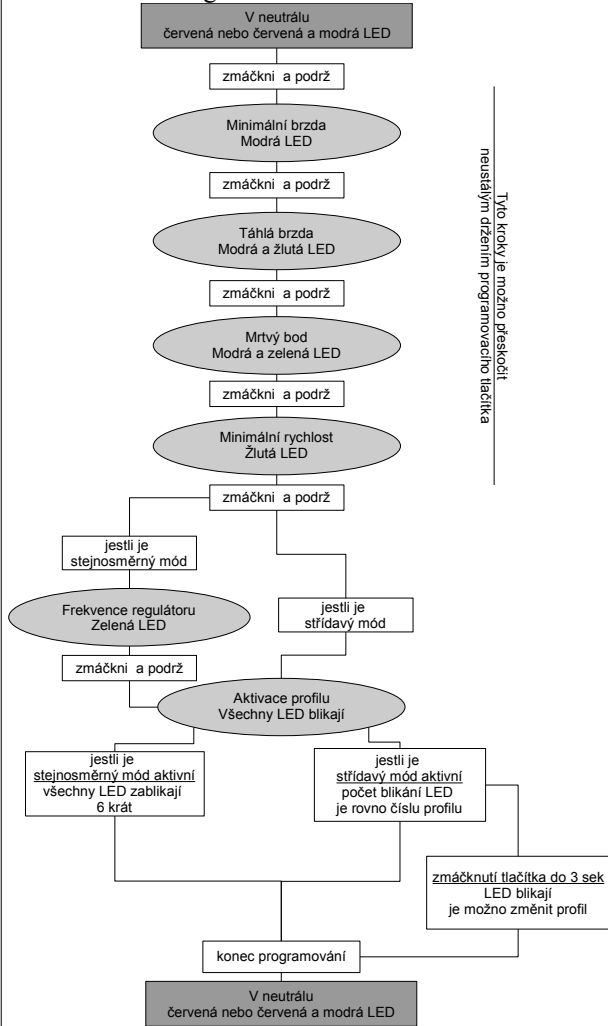 V neutrálu
červená nebo červená a modrá LED
zmáčkni a podrž
Minimální brzda
Modrá LED
zmáčkni a podrž
Táhlá brzda
Modrá a žlutá LED
zmáčkni a podrž
Mrtvý bod
Modrá a zelená LED
zmáčkni a podrž
Minimální rychlost
Žlutá LED
zmáčkni a podrž
Tyto kroky je možno přeskočit
neustálým držením programovacího tlačítka
jestli je
stejnosměrný mód
Frekvence regulátoru
Zelená LED
zmáčkni a podrž
jestli je
střídavý mód
Aktivace profilu
Všechny LED blikají
jestli je
stejnosměrný mód aktivní
všechny LED zablikají
6 krát
jestli je
střídavý mód aktivní
počet blikání LED
je rovno číslu profilu
zmáčknutí tlačítka do 3 sek
LED blikají
je možno změnit profil
konec programování
V neutrálu
červená nebo červená a modrá LED